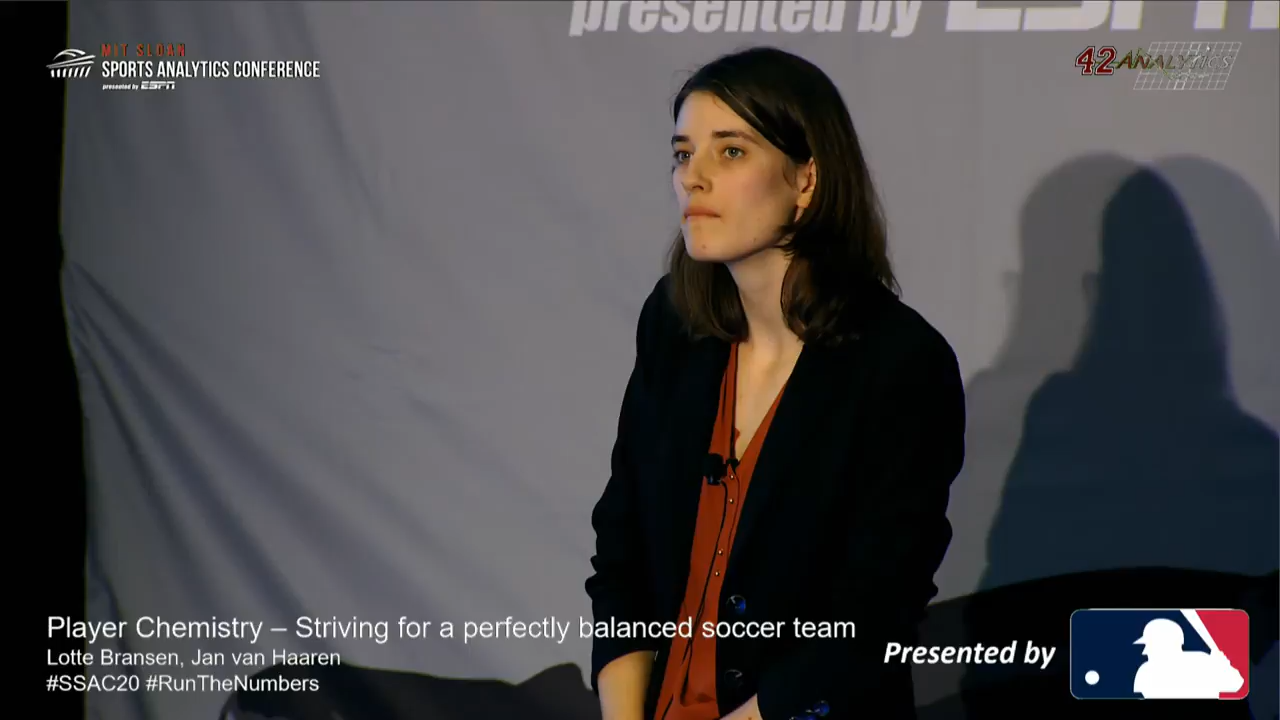 presented by ESPN
MIT SLOAN
SPORTS ANALYTICS CONFERENCE
presented by ESPN
42 ANALYTICS
Player Chemistry – Striving for a perfectly balanced soccer team
Lotte Bransen, Jan van Haaren
#SSAC20 #RunTheNumbers
Presented by